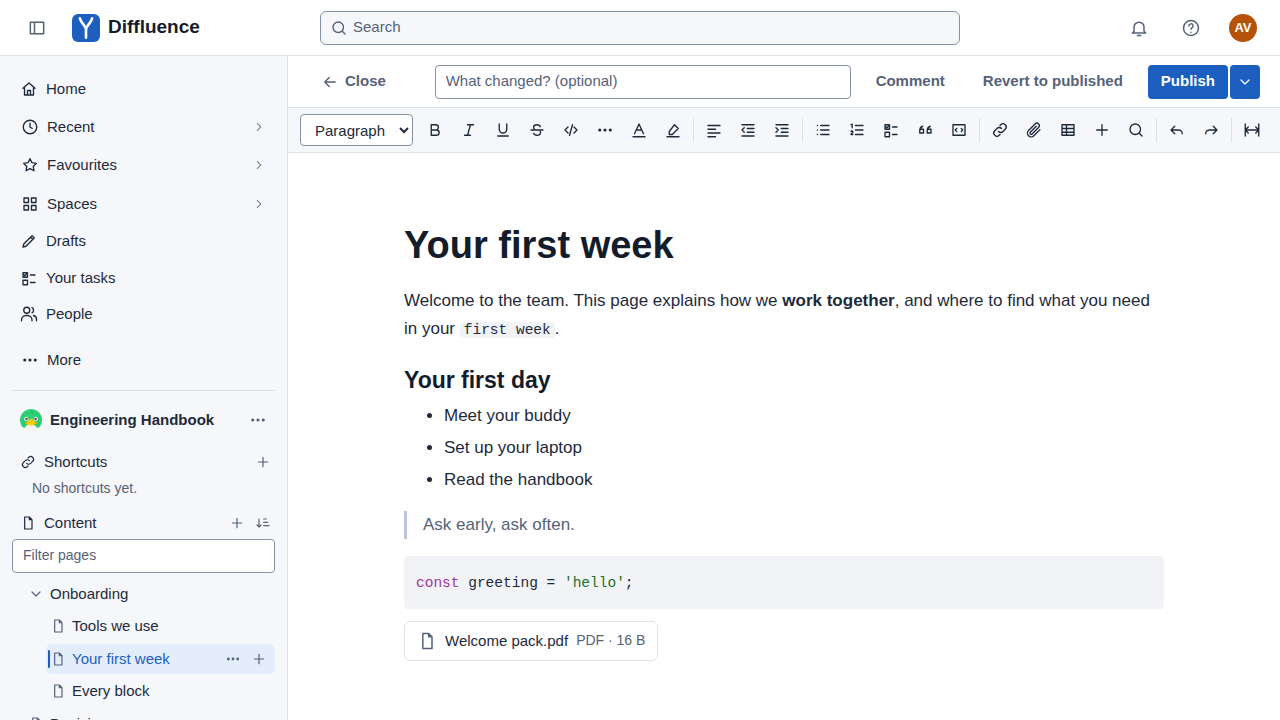 Diffluence
Search
AV
Home
Recent
Favourites
Spaces
Drafts
Your tasks
People
More
Engineering Handbook
Shortcuts
No shortcuts yet.
Content
Filter pages
Onboarding
Tools we use
Your first week
Every block
Close
What changed? (optional)
Comment
Revert to published
Publish
Paragraph
Your first week
Welcome to the team. This page explains how we work together, and where to find what you need
in your first week.
Your first day
Meet your buddy
Set up your laptop
Read the handbook
Ask early, ask often.
const greeting = 'hello';
Welcome pack.pdf PDF · 16 B